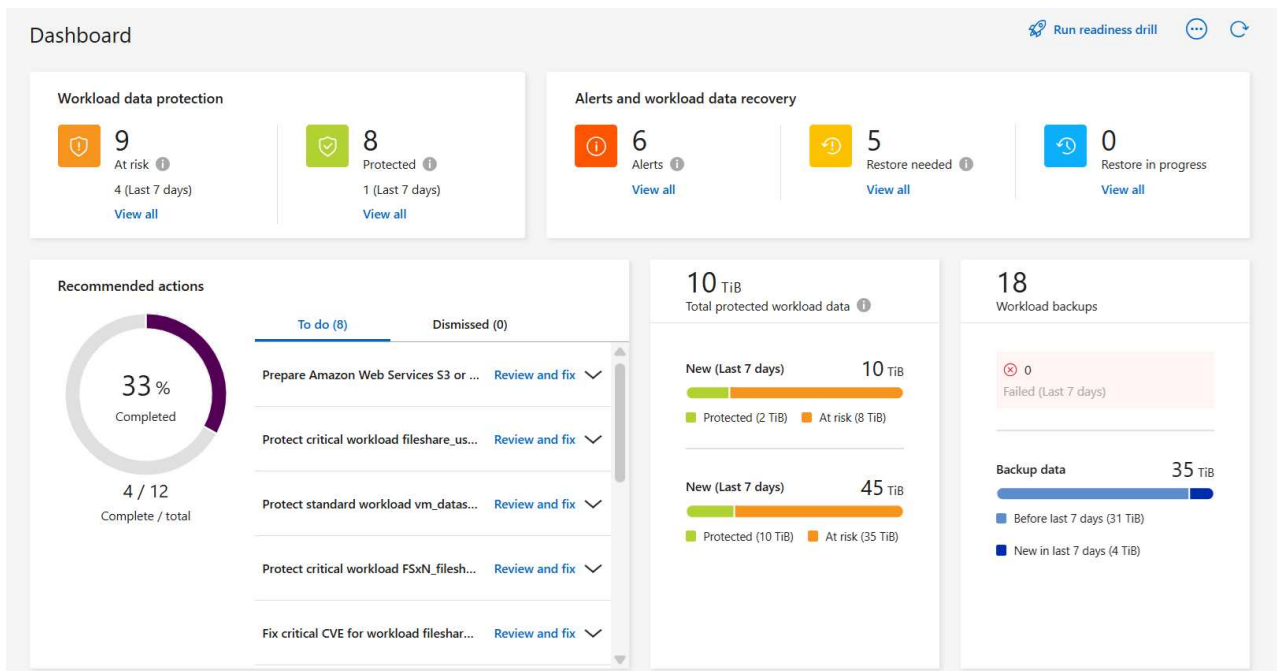 Dashboard
Run readiness drill
Workload data protection
9
At risk
4 (Last 7 days)
View all
8
Protected
1 (Last 7 days)
View all
Alerts and workload data recovery
6
Alerts
View all
5
Restore needed
View all
0
Restore in progress
View all
Recommended actions
33 %
Completed
4 / 12
Complete / total
To do (8)
Dismissed (0)
Prepare Amazon Web Services S3 or ... Review and fix
Protect critical workload fileshare_us... Review and fix
Protect standard workload vm_datas... Review and fix
Protect critical workload FSxN_filesh... Review and fix
Fix critical CVE for workload fileshar... Review and fix
10 TiB
Total protected workload data
New (Last 7 days) 10 TiB
Protected (2 TiB) At risk (8 TiB)
New (Last 7 days) 45 TiB
Protected (10 TiB) At risk (35 TiB)
18
Workload backups
0
Failed (Last 7 days)
Backup data 35 TiB
Before last 7 days (31 TiB)
New in last 7 days (4 TiB)